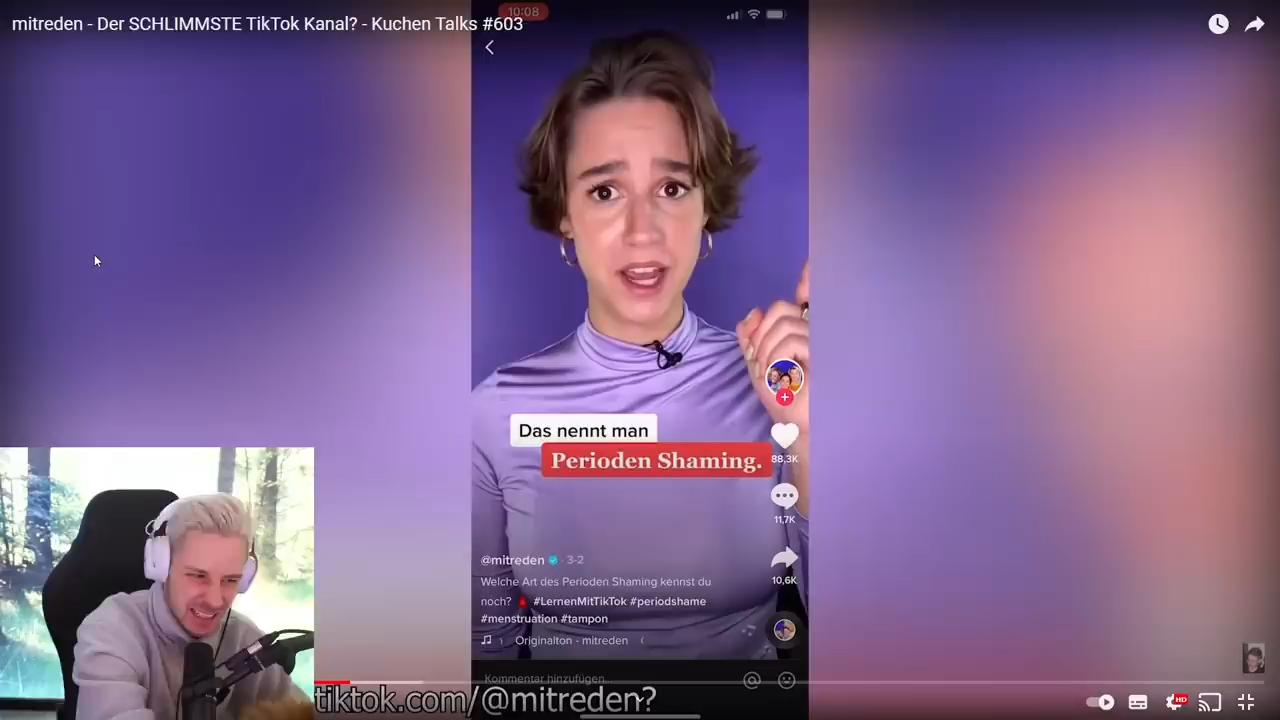 10:08
mitreden - Der SCHLIMMSTE TikTok Kanal? - Kuchen Talks #603
Das nennt man
Perioden Shaming.
88,3K
11,7K
10,6K
@mitreden · 3-2
Welche Art des Perioden Shaming kennst du
noch? 🩸 #LernenMitTikTok #periodshame
#menstruation #tampon
Originalton - mitreden
Kommentar hinzufügen...
tiktok.com/@mitreden?
HD